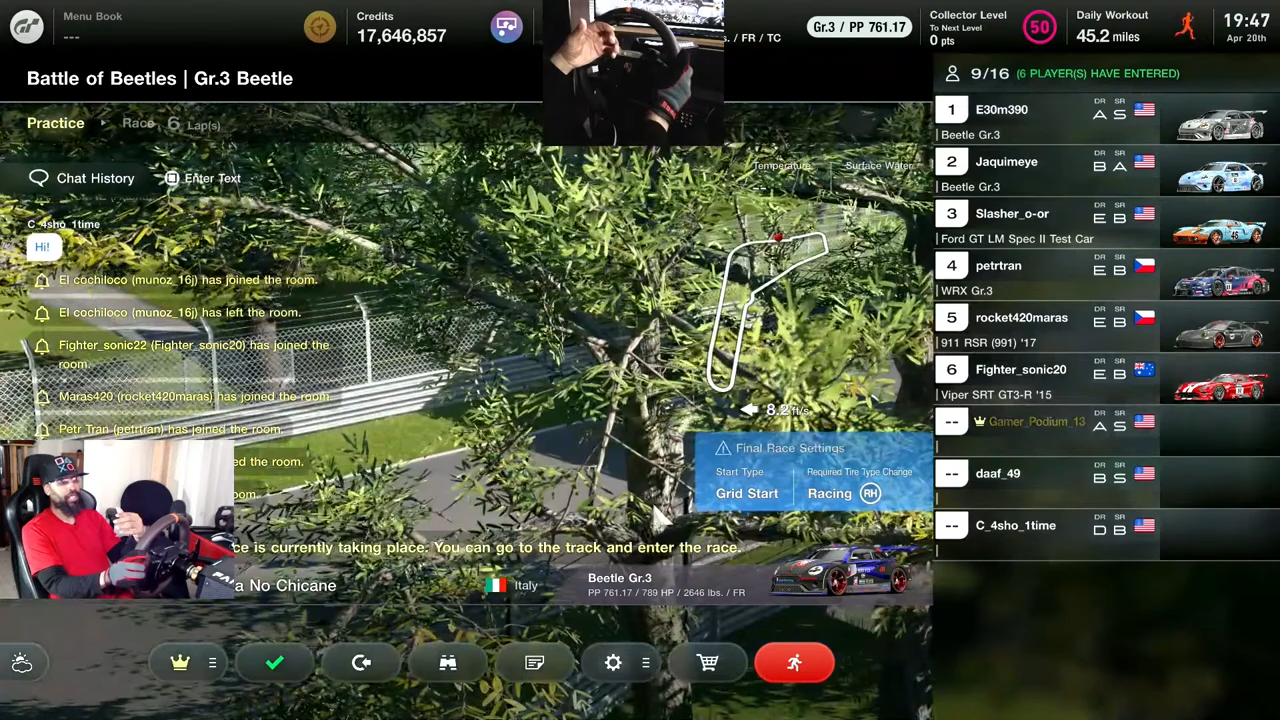 Menu Book
---
Credits
17,646,857
/ FR / TC
Gr.3 / PP 761.17
Collector Level
To Next Level
0 pts
50
Daily Workout
45.2 miles
19:47
Apr 20th
Battle of Beetles | Gr.3 Beetle
9/16 (6 PLAYER(S) HAVE ENTERED)
Practice Race 6 Lap(s)
Temperature
Surface Water
--
Chat History
Enter Text
C_4sho_1time
Hi!
El cochiloco (munoz_16j) has joined the room.
El cochiloco (munoz_16j) has left the room.
Fighter_sonic22 (Fighter_sonic20) has joined the
room.
Maras420 (rocket420maras) has joined the room.
Petr Tran (petrtran) has joined the room.
ed the room.
oom.
8.2 ft/s
Final Race Settings
Start Type
Grid Start
Required Tire Type Change
Racing RH
ce is currently taking place. You can go to the track and enter the race.
a No Chicane
Italy
Beetle Gr.3
PP 761.17 / 789 HP / 2646 lbs. / FR
1 E30m390 DR A SR S
Beetle Gr.3
2 Jaquimeye DR B SR A
Beetle Gr.3
3 Slasher_o-or DR E SR B
Ford GT LM Spec II Test Car
4 petrtran DR E SR B
WRX Gr.3
5 rocket420maras DR E SR B
911 RSR (991) '17
6 Fighter_sonic20 DR E SR B
Viper SRT GT3-R '15
-- Gamer_Podium_13 DR A SR S
-- daaf_49 DR B SR S
-- C_4sho_1time DR D SR B